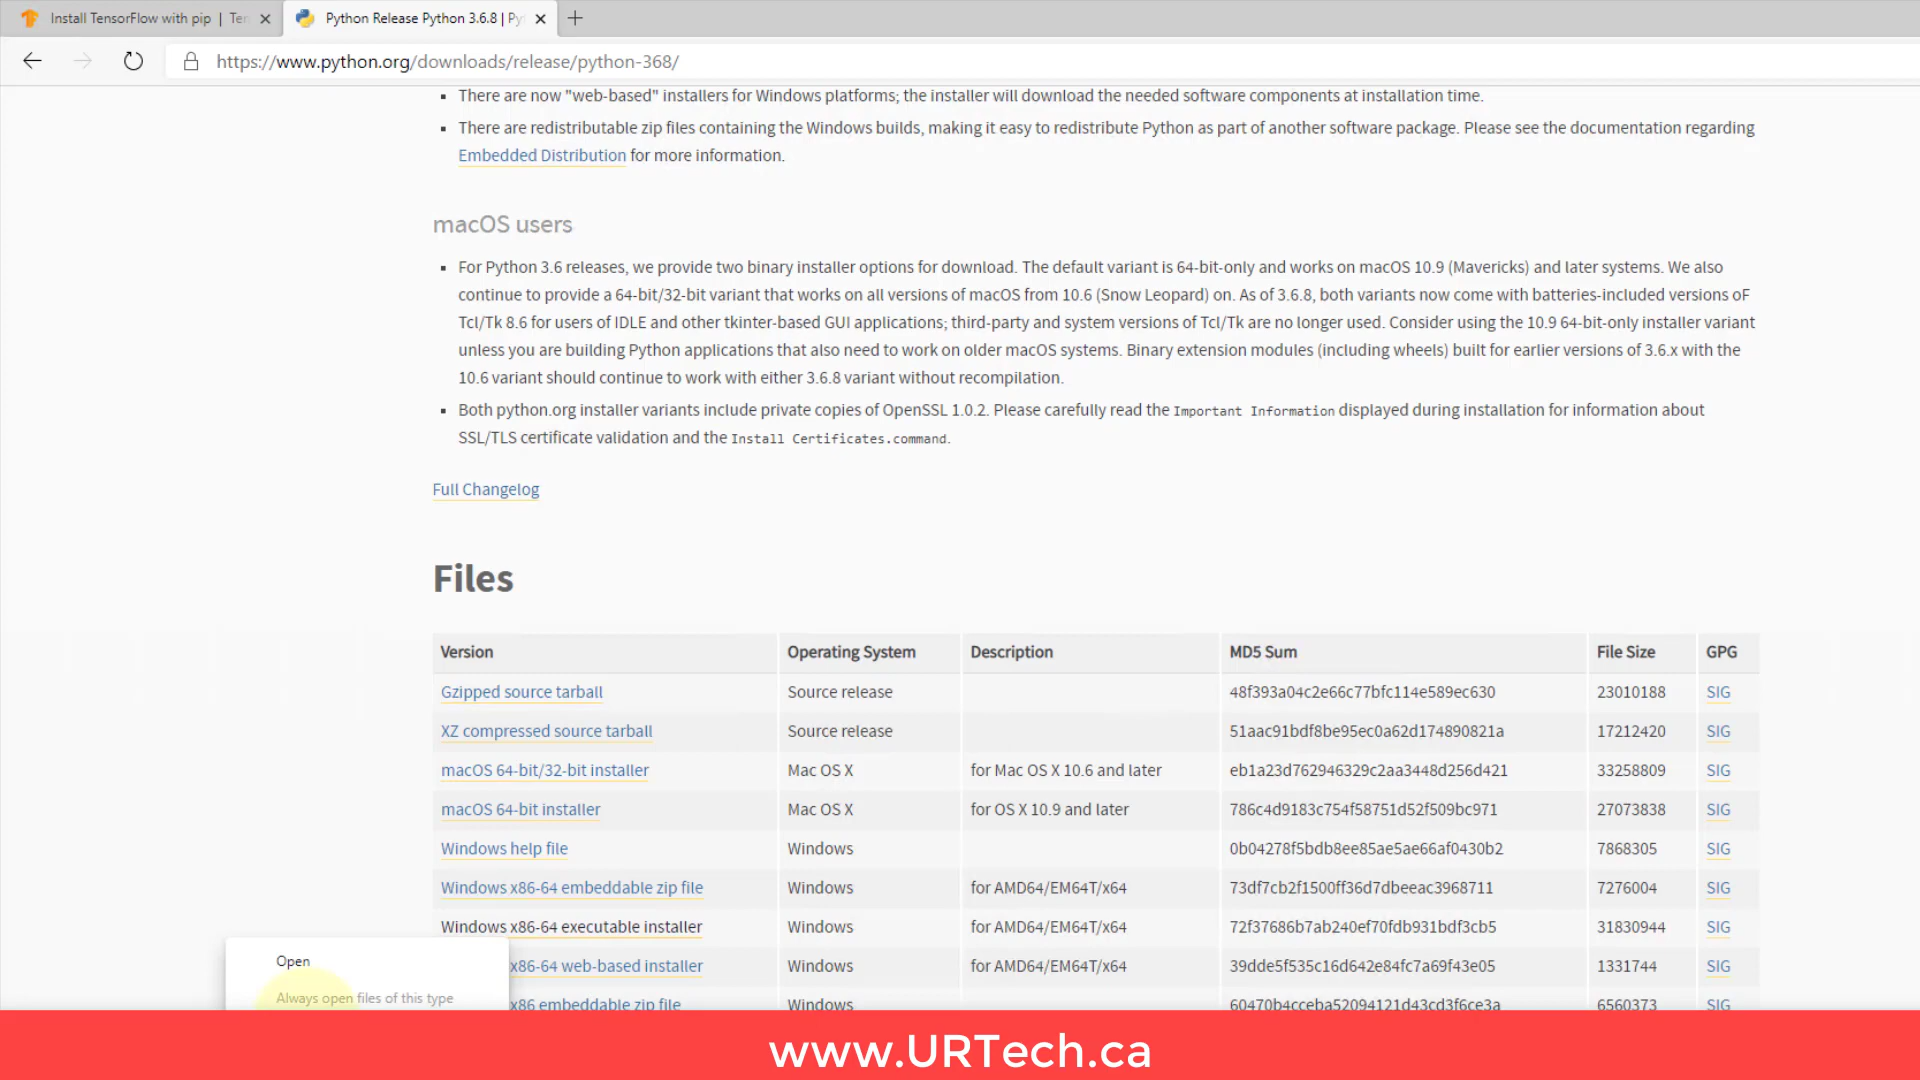 Install TensorFlow with pip | Ten
Python Release Python 3.6.8 | Py
https://www.python.org/downloads/release/python-368/
There are now "web-based" installers for Windows platforms; the installer will download the needed software components at installation time.
There are redistributable zip files containing the Windows builds, making it easy to redistribute Python as part of another software package. Please see the documentation regarding
Embedded Distribution for more information.
macOS users
For Python 3.6 releases, we provide two binary installer options for download. The default variant is 64-bit-only and works on macOS 10.9 (Mavericks) and later systems. We also
continue to provide a 64-bit/32-bit variant that works on all versions of macOS from 10.6 (Snow Leopard) on. As of 3.6.8, both variants now come with batteries-included versions oF
Tcl/Tk 8.6 for users of IDLE and other tkinter-based GUI applications; third-party and system versions of Tcl/Tk are no longer used. Consider using the 10.9 64-bit-only installer variant
unless you are building Python applications that also need to work on older macOS systems. Binary extension modules (including wheels) built for earlier versions of 3.6.x with the
10.6 variant should continue to work with either 3.6.8 variant without recompilation.
Both python.org installer variants include private copies of OpenSSL 1.0.2. Please carefully read the Important Information displayed during installation for information about
SSL/TLS certificate validation and the Install Certificates.command.
Full Changelog
Files
Version Operating System Description MD5 Sum File Size GPG
Gzipped source tarball Source release 48f393a04c2e66c77bfc114e589ec630 23010188 SIG
XZ compressed source tarball Source release 51aac91bdf8be95ec0a62d174890821a 17212420 SIG
macOS 64-bit/32-bit installer Mac OS X for Mac OS X 10.6 and later eb1a23d762946329c2aa3448d256d421 33258809 SIG
macOS 64-bit installer Mac OS X for OS X 10.9 and later 786c4d9183c754f58751d52f509bc971 27073838 SIG
Windows help file Windows 0b04278f5bdb8ee85ae5ae66af0430b2 7868305 SIG
Windows x86-64 embeddable zip file Windows for AMD64/EM64T/x64 73df7cb2f1500ff36d7dbeeac3968711 7276004 SIG
Windows x86-64 executable installer Windows for AMD64/EM64T/x64 72f37686b7ab240ef70fdb931bdf3cb5 31830944 SIG
x86-64 web-based installer Windows for AMD64/EM64T/x64 39dde5f535c16d642e84fc7a69f43e05 1331744 SIG
x86 embeddable zip file Windows 60470b4cceba52094121d43cd3f6ce3a 6560373 SIG
Open
Always open files of this type
www.URTech.ca